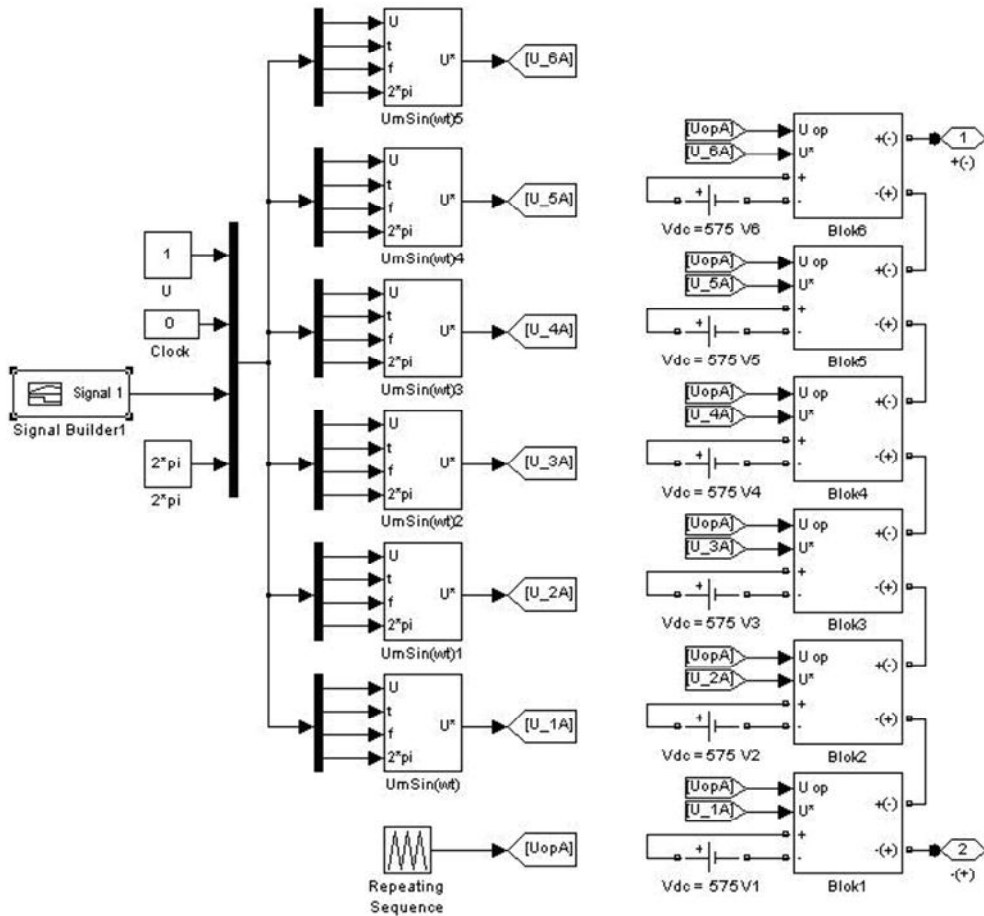 U
t
f
2*pi
U*
UmSin(wt)5
[U_6A]
U
t
f
2*pi
U*
UmSin(wt)4
[U_5A]
U
t
f
2*pi
U*
UmSin(wt)3
[U_4A]
U
t
f
2*pi
U*
UmSin(wt)2
[U_3A]
U
t
f
2*pi
U*
UmSin(wt)1
[U_2A]
U
t
f
2*pi
U*
UmSin(wt)
[U_1A]
1
U
0
Clock
Signal 1
Signal Builder1
2*pi
2*pi
Repeating
Sequence
[UopA]
[UopA]
[U_6A]
U op
U*
+
-
+(-)
-(+)
+
Vdc = 575 V6
Blok6
1
+(-)
[UopA]
[U_5A]
U op
U*
+
-
+(-)
-(+)
+
Vdc = 575 V5
Blok5
[UopA]
[U_4A]
U op
U*
+
-
+(-)
-(+)
+
Vdc = 575 V4
Blok4
[UopA]
[U_3A]
U op
U*
+
-
+(-)
-(+)
+
Vdc = 575 V3
Blok3
[UopA]
[U_2A]
U op
U*
+
-
+(-)
-(+)
+
Vdc = 575 V2
Blok2
[UopA]
[U_1A]
U op
U*
+
-
+(-)
-(+)
+
Vdc = 575 V1
Blok1
2
-(+)